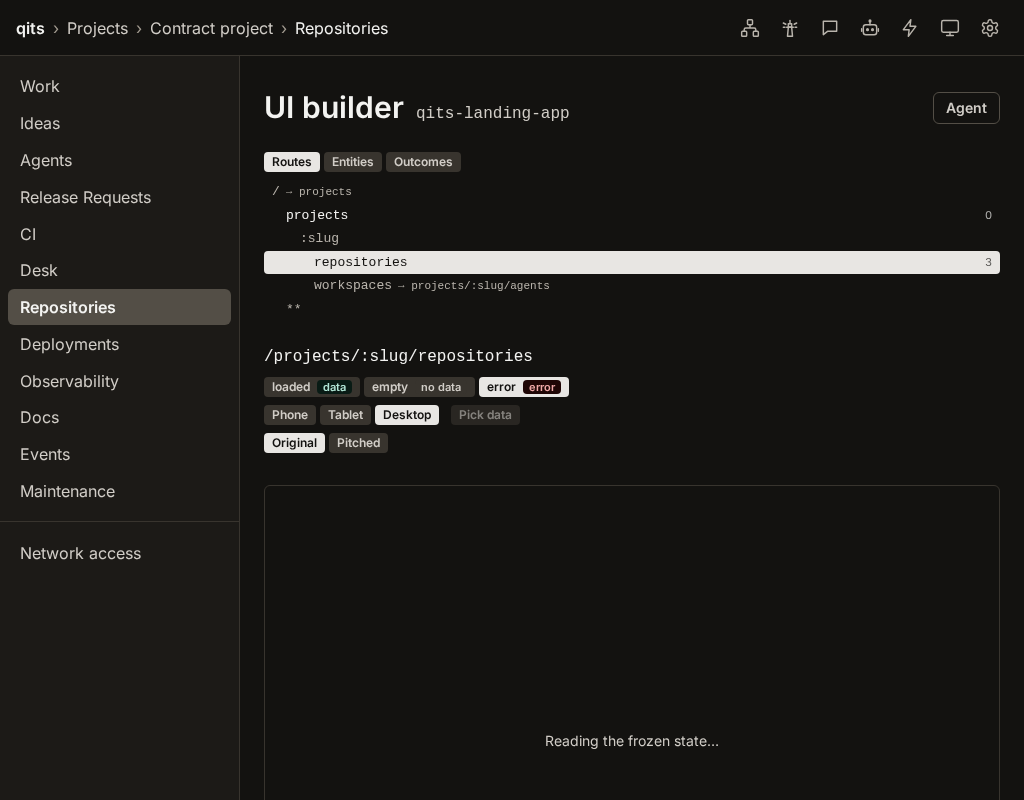 qits › Projects › Contract project › Repositories
Work
Ideas
Agents
Release Requests
CI
Desk
Repositories
Deployments
Observability
Docs
Events
Maintenance
Network access
UI builder qits-landing-app
Agent
Routes Entities Outcomes
/ → projects
projects 0
:slug
repositories 3
workspaces → projects/:slug/agents
**
/projects/:slug/repositories
loaded data empty no data error error
Phone Tablet Desktop Pick data
Original Pitched
Reading the frozen state...